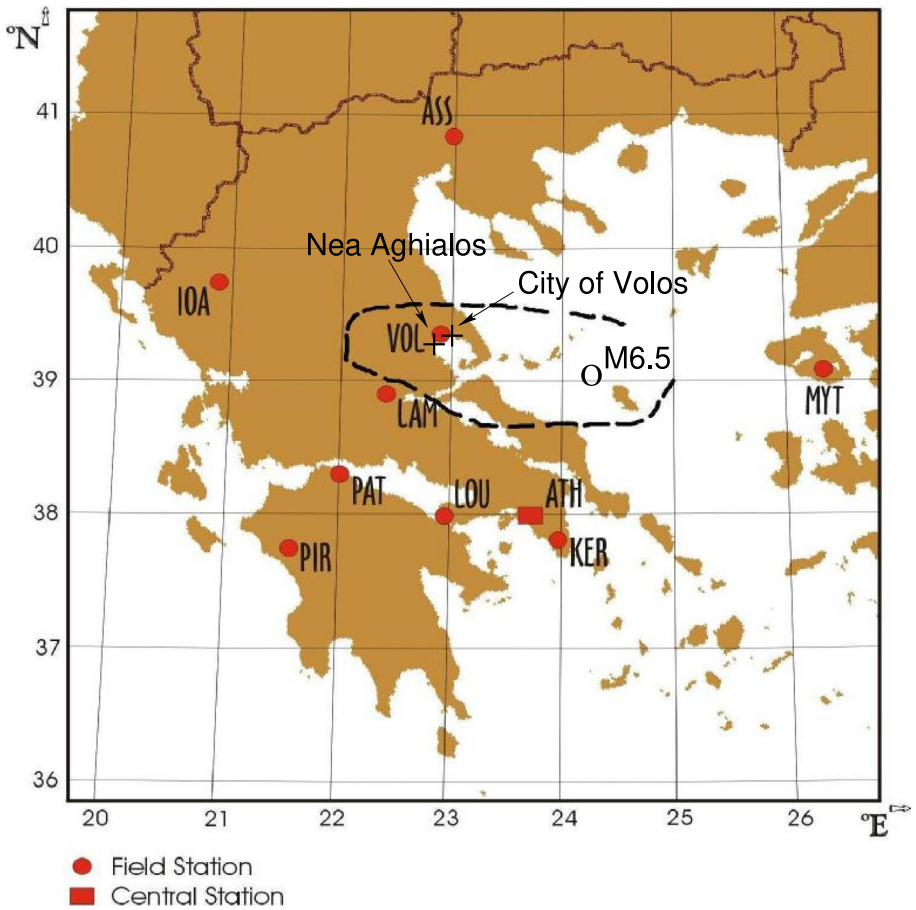 °N
41
ASS
40
Nea Aghialos
City of Volos
IOA
VOL
M6.5
39
MYT
LAM
PAT
LOU
ATH
38
PIR
KER
37
36
20 21 22 23 24 25 26
°E
Field Station
Central Station